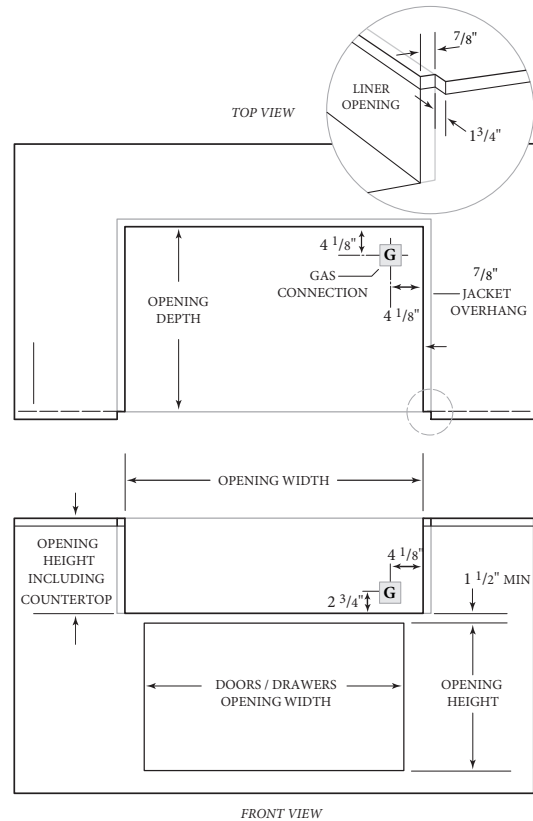 7/8"
LINER
OPENING
1 3/4"
TOP VIEW
4 1/8"
G
GAS
CONNECTION
7/8"
JACKET
OVERHANG
OPENING
DEPTH
4 1/8"
OPENING WIDTH
OPENING
HEIGHT
INCLUDING
COUNTERTOP
4 1/8"
G
2 3/4"
1 1/2" MIN
DOORS / DRAWERS
OPENING WIDTH
OPENING
HEIGHT
FRONT VIEW